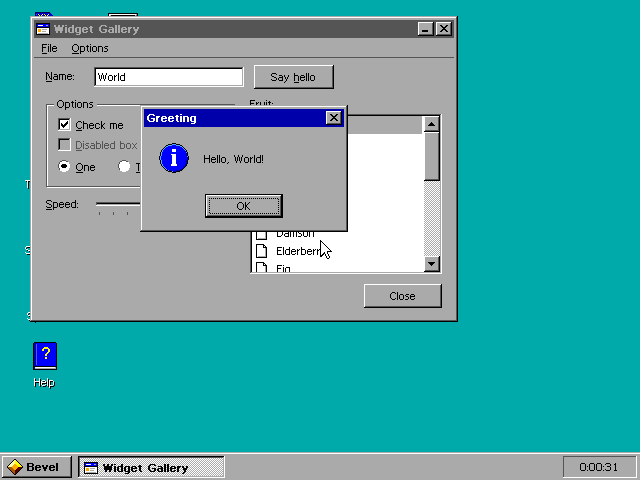 Widget Gallery
File Options
Name: World Say hello
Options
Fruit:
Greeting
Check me
Disabled box
Hello, World!
One
Speed:
OK
Damson
Elderberry
Fig
Close
? Help
Bevel Widget Gallery 0:00:31